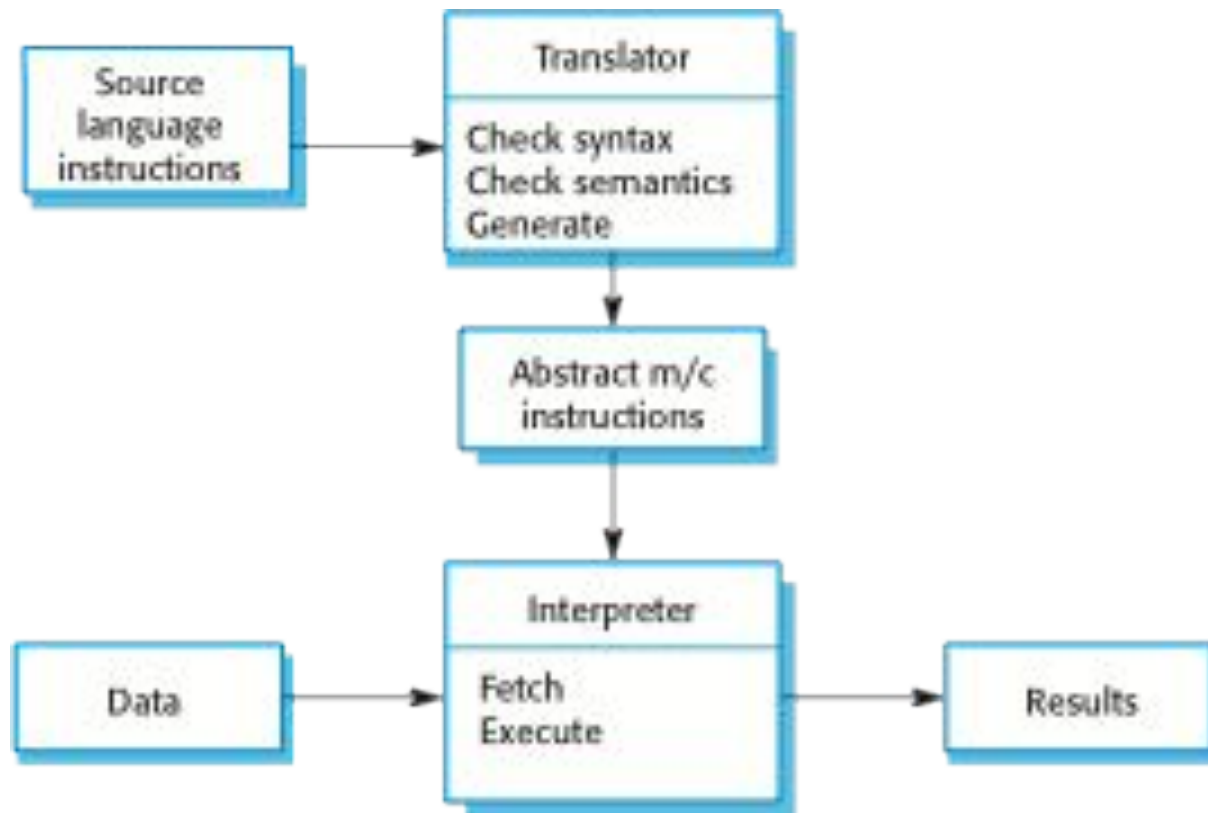 Source
language
instructions
Translator
Check syntax
Check semantics
Generate
Abstract m/c
instructions
Interpreter
Fetch
Execute
Data
Results